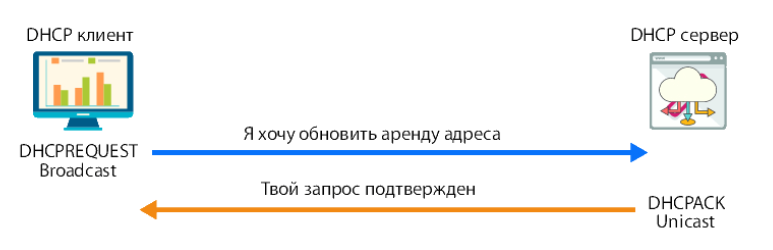 DHCP клиент
DHCP сервер
Я хочу обновить аренду адреса
DHCPREQUEST
Broadcast
Твой запрос подтвержден
DHCPACK
Unicast